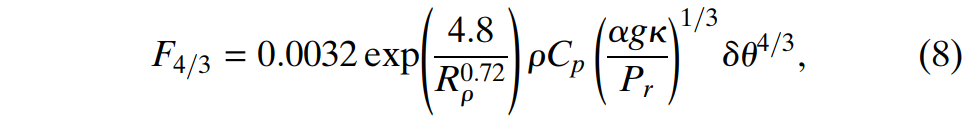 F_{4/3} = 0.0032 exp(4.8 / R_ρ^{0.72}) ρC_p (αgκ / P_r)^{1/3} δθ^{4/3}, (8)